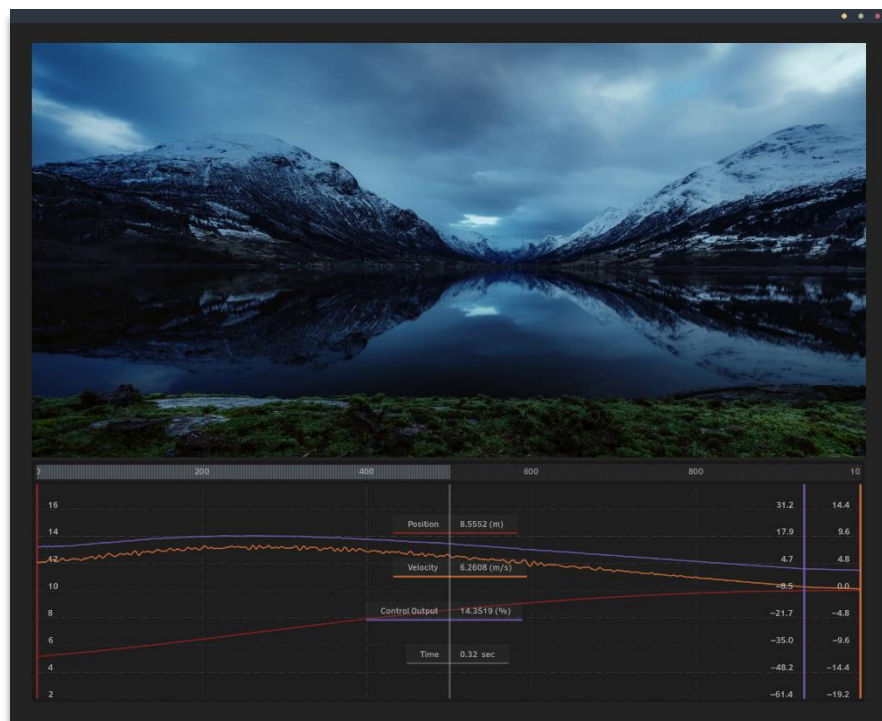 0 200 400 600 800 10
16 31.2 14.4
14 17.9 9.6
Position 8.5552 (m)
12 4.7 4.8
Velocity 6.2608 (m/s)
10 −8.5 0.0
8 −21.7 −4.8
Control Output 14.3519 (%)
6 −35.0 −9.6
Time 0.32 sec
4 −48.2 −14.4
2 −61.4 −19.2